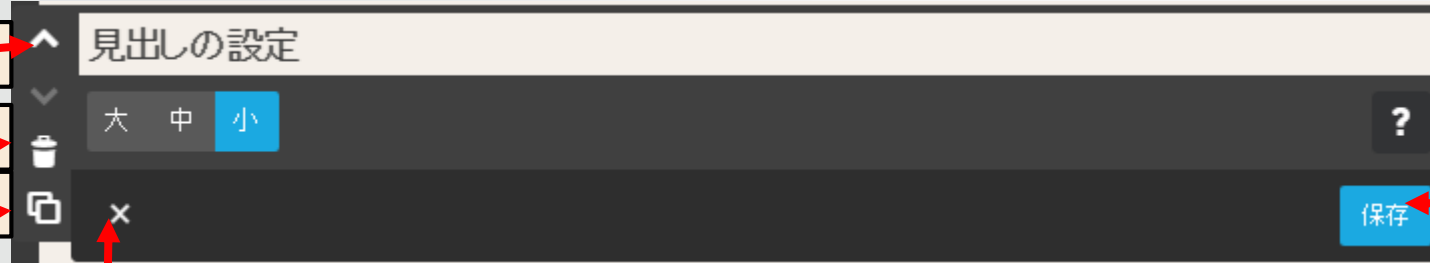 見出しの設定
大 中 小
?
保存